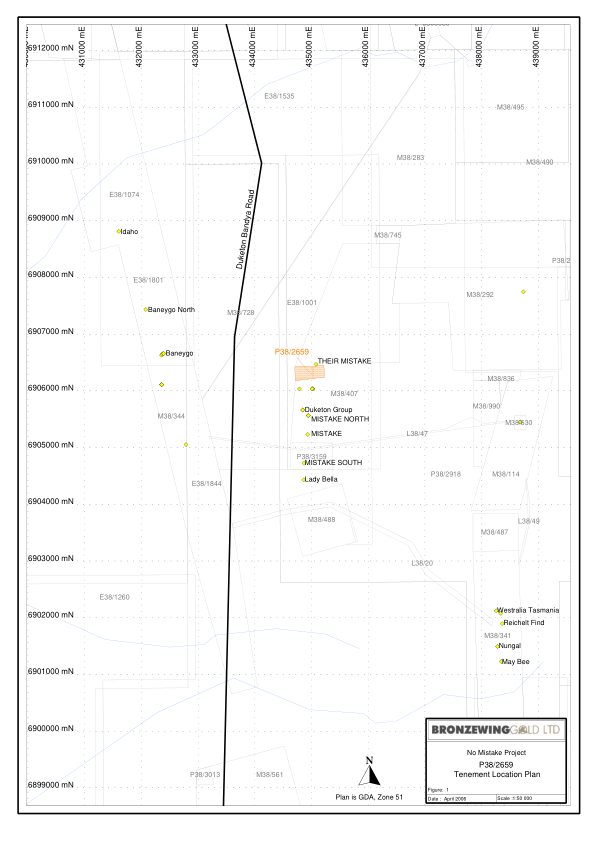 431000 mE
432000 mE
433000 mE
434000 mE
435000 mE
436000 mE
437000 mE
438000 mE
439000 mE
6912000 mN
6911000 mN
6910000 mN
6909000 mN
6908000 mN
6907000 mN
6906000 mN
6905000 mN
6904000 mN
6903000 mN
6902000 mN
6901000 mN
6900000 mN
6899000 mN
E38/1535
M38/495
M38/283
M38/490
E38/1074
Dukelon Bandya Road
Idaho
M38/745
P38/2
E38/1801
M38/292
Baneygo North
M38/728
E38/1001
P38/2659
Baneygo
THEIR MISTAKE
M38/836
M38/407
M38/344
Duketon Group
M38/990
MISTAKE NORTH
M38/630
MISTAKE
L38/47
P38/3159
MISTAKE SOUTH
P38/2918
M38/114
E38/1844
Lady Bella
M38/488
L38/49
M38/487
L38/20
E38/1260
Westralia Tasmania
Reichelt Find
M38/341
Nungal
May Bee
P38/3013
M38/561
N
Plan is GDA, Zone 51
BRONZEWING GOLD LTD
No Mistake Project
P38/2659
Tenement Location Plan
Figure: 1
Date : April 2008
Scale :1:50 000